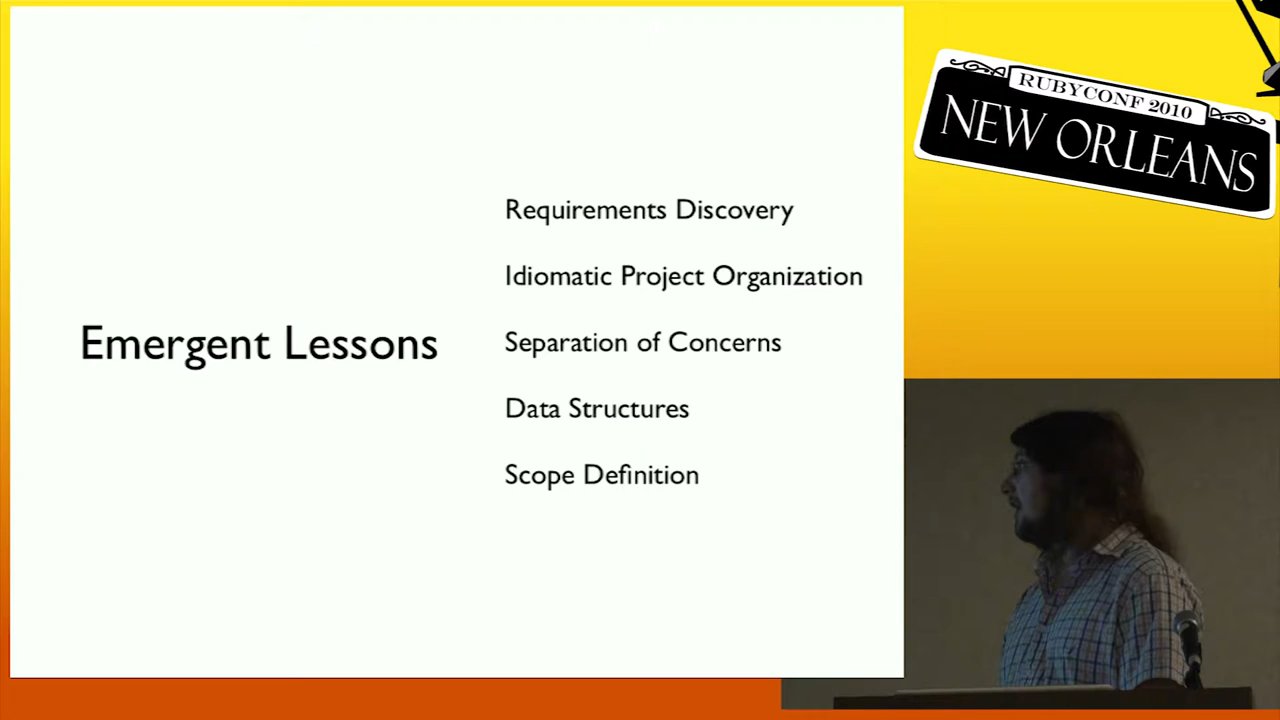 Emergent Lessons
Requirements Discovery
Idiomatic Project Organization
Separation of Concerns
Data Structures
Scope Definition
RUBYCONF 2010
NEW ORLEANS